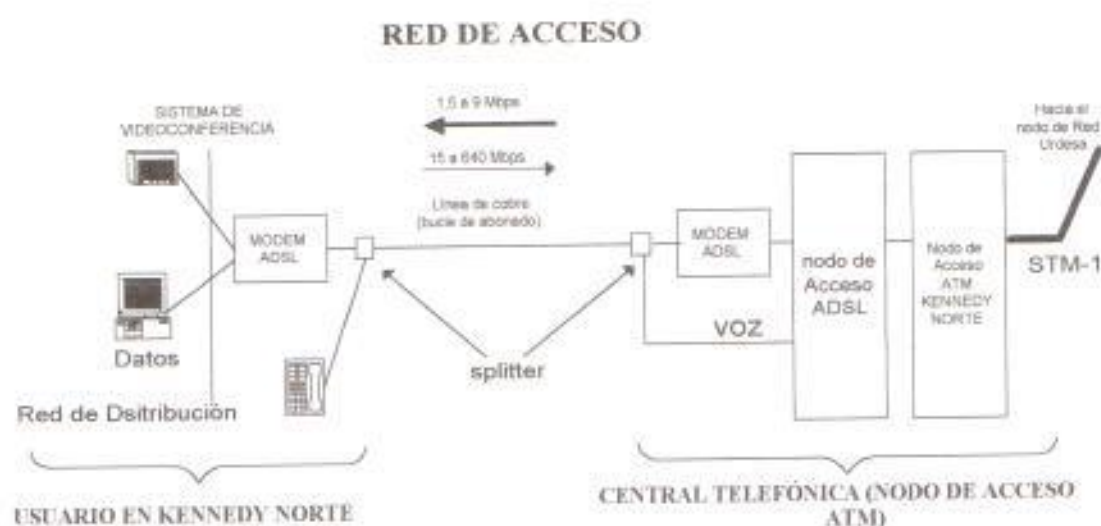 RED DE ACCESO
SISTEMA DE
VIDEOCONFERENCIA
1,5 a 9 Mbps
15 a 640 Mbps
Línea de cobre
(bucle de abonado)
Hacia el
nodo de Red
Urdesa
MODEM
ADSL
MODEM
ADSL
nodo de
Acceso
ADSL
Nodo de
Acceso
ATM
KENNEDY
NORTE
STM-1
VOZ
Datos
splitter
Red de Dsitribución
USUARIO EN KENNEDY NORTE
CENTRAL TELEFÓNICA (NODO DE ACCESO
ATM)